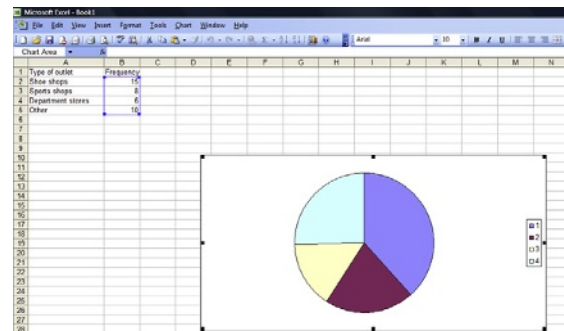 Microsoft Excel - Book1
File Edit View Insert Format Tools Chart Window Help
Arial 10 B I U
Chart Area fx
A B C D E F G H I J K L M N
1 Type of outlet Frequency
2 Shoe shops 15
3 Sports shops 8
4 Department stores 6
5 Other 10
6
7
8
9
10
11
12
13
14
15
16
17
18
19
20
21
22
23
24
25
26
27
28
1
2
3
4